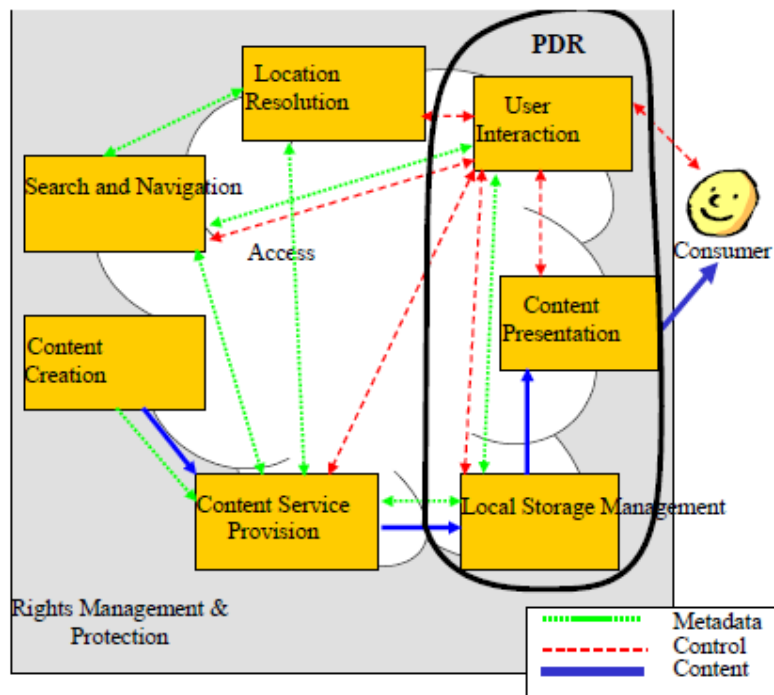 PDR
Location
Resolution
User
Interaction
Search and Navigation
Access
Consumer
Content
Presentation
Content
Creation
Content Service
Provision
Local Storage Management
Rights Management &
Protection
Metadata
Control
Content